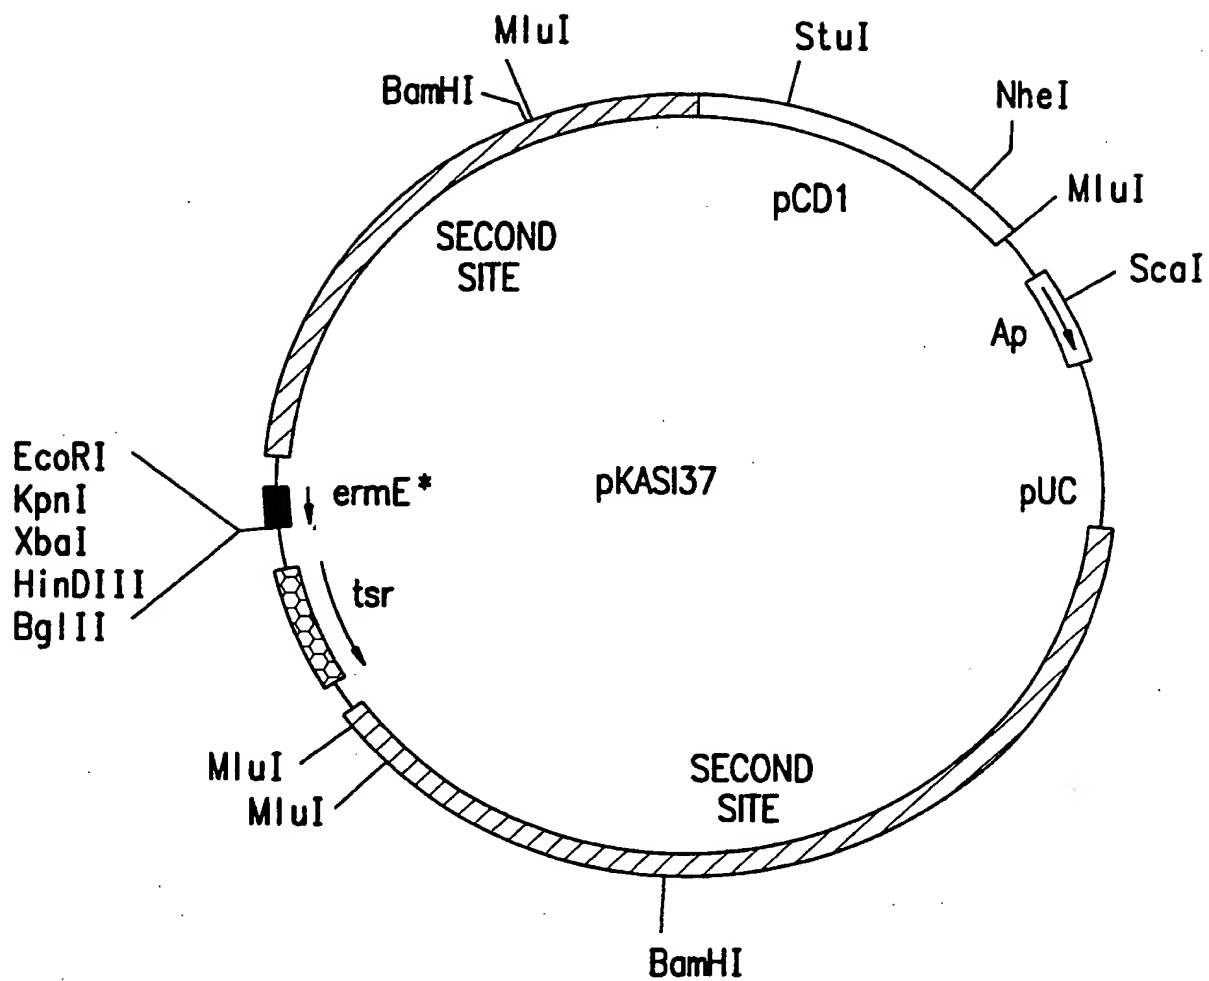 MluI
StuI
BamHI
NheI
MluI
pCD1
SECOND
SITE
ScaI
Ap
EcoRI
KpnI
XbaI
HinDIII
BglII
ermE*
pKASI37
pUC
tsr
MluI
MluI
SECOND
SITE
BamHI